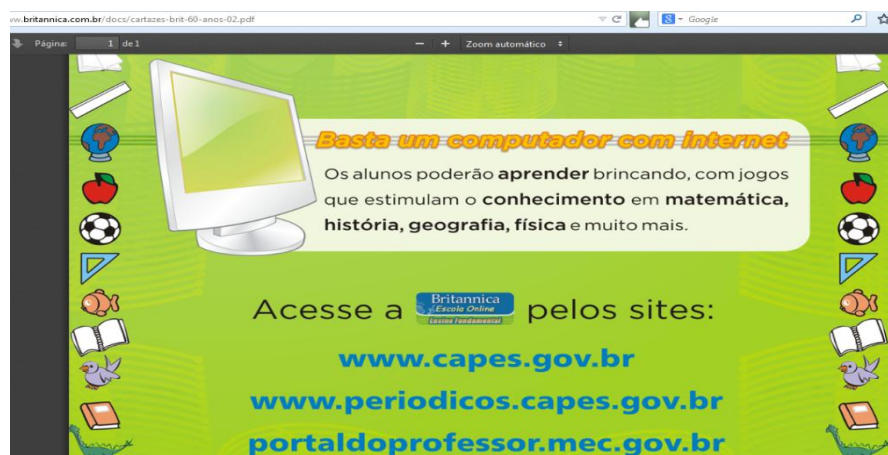 ww.britannica.com.br/docs/cartazes-brit-60-anos-02.pdf
Google
Página: 1 de 1
Zoom automático
Basta um computador com internet
Os alunos poderão aprender brincando, com jogos
que estimulam o conhecimento em matemática,
história, geografia, física e muito mais.
Acesse a Britannica Escola Online Ensino Fundamental pelos sites:
www.capes.gov.br
www.periodicos.capes.gov.br
portaldoprofessor.mec.gov.br